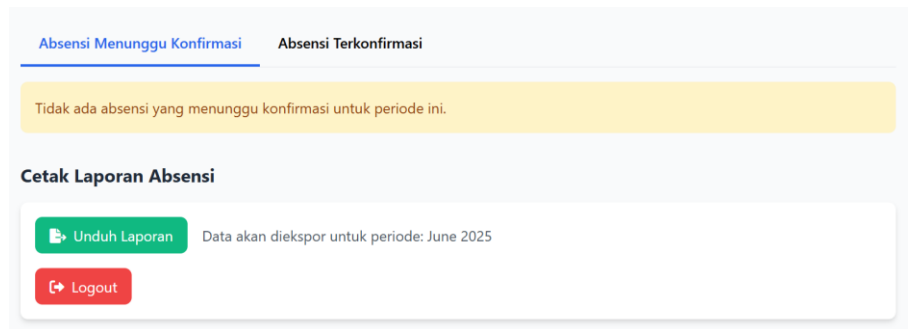 Absensi Menunggu Konfirmasi Absensi Terkonfirmasi
Tidak ada absensi yang menunggu konfirmasi untuk periode ini.
Cetak Laporan Absensi
Unduh Laporan Data akan diekspor untuk periode: June 2025
Logout